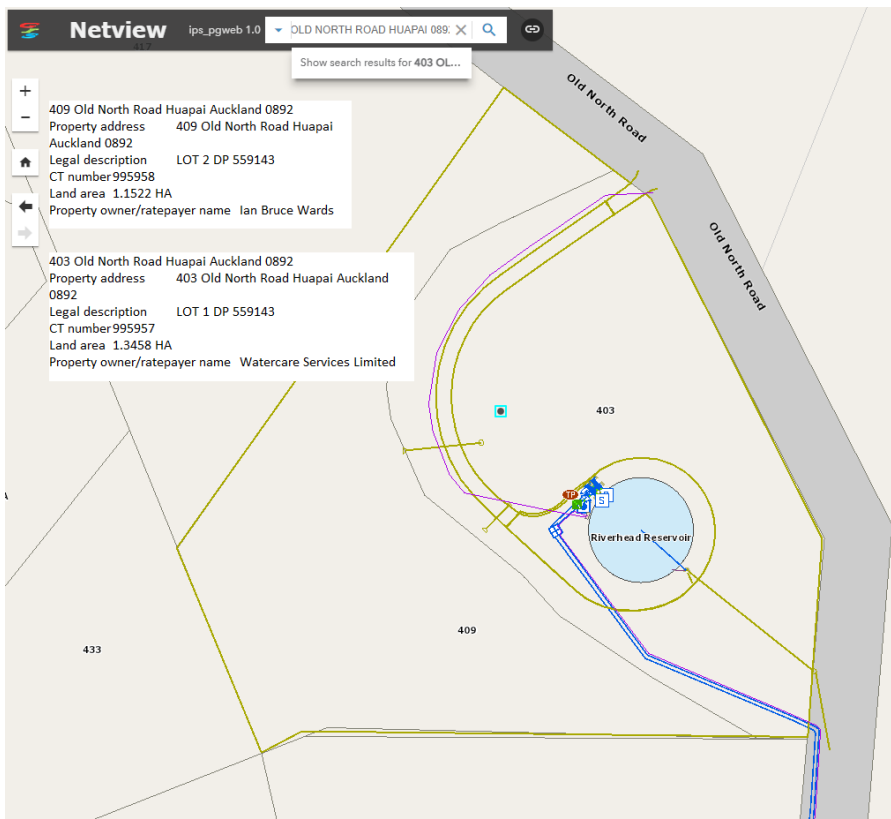 Netview ips_pgweb 1.0 OLD NORTH ROAD HUAPAI 089
Show search results for 403 OL...
417
409 Old North Road Huapai Auckland 0892
Property address 409 Old North Road Huapai
Auckland 0892
Legal description LOT 2 DP 559143
CT number 995958
Land area 1.1522 HA
Property owner/ratepayer name Ian Bruce Wards
403 Old North Road Huapai Auckland 0892
Property address 403 Old North Road Huapai Auckland
0892
Legal description LOT 1 DP 559143
CT number 995957
Land area 1.3458 HA
Property owner/ratepayer name Watercare Services Limited
Old North Road
Old North Road
403
TP
S
Riverhead Reservoir
409
433